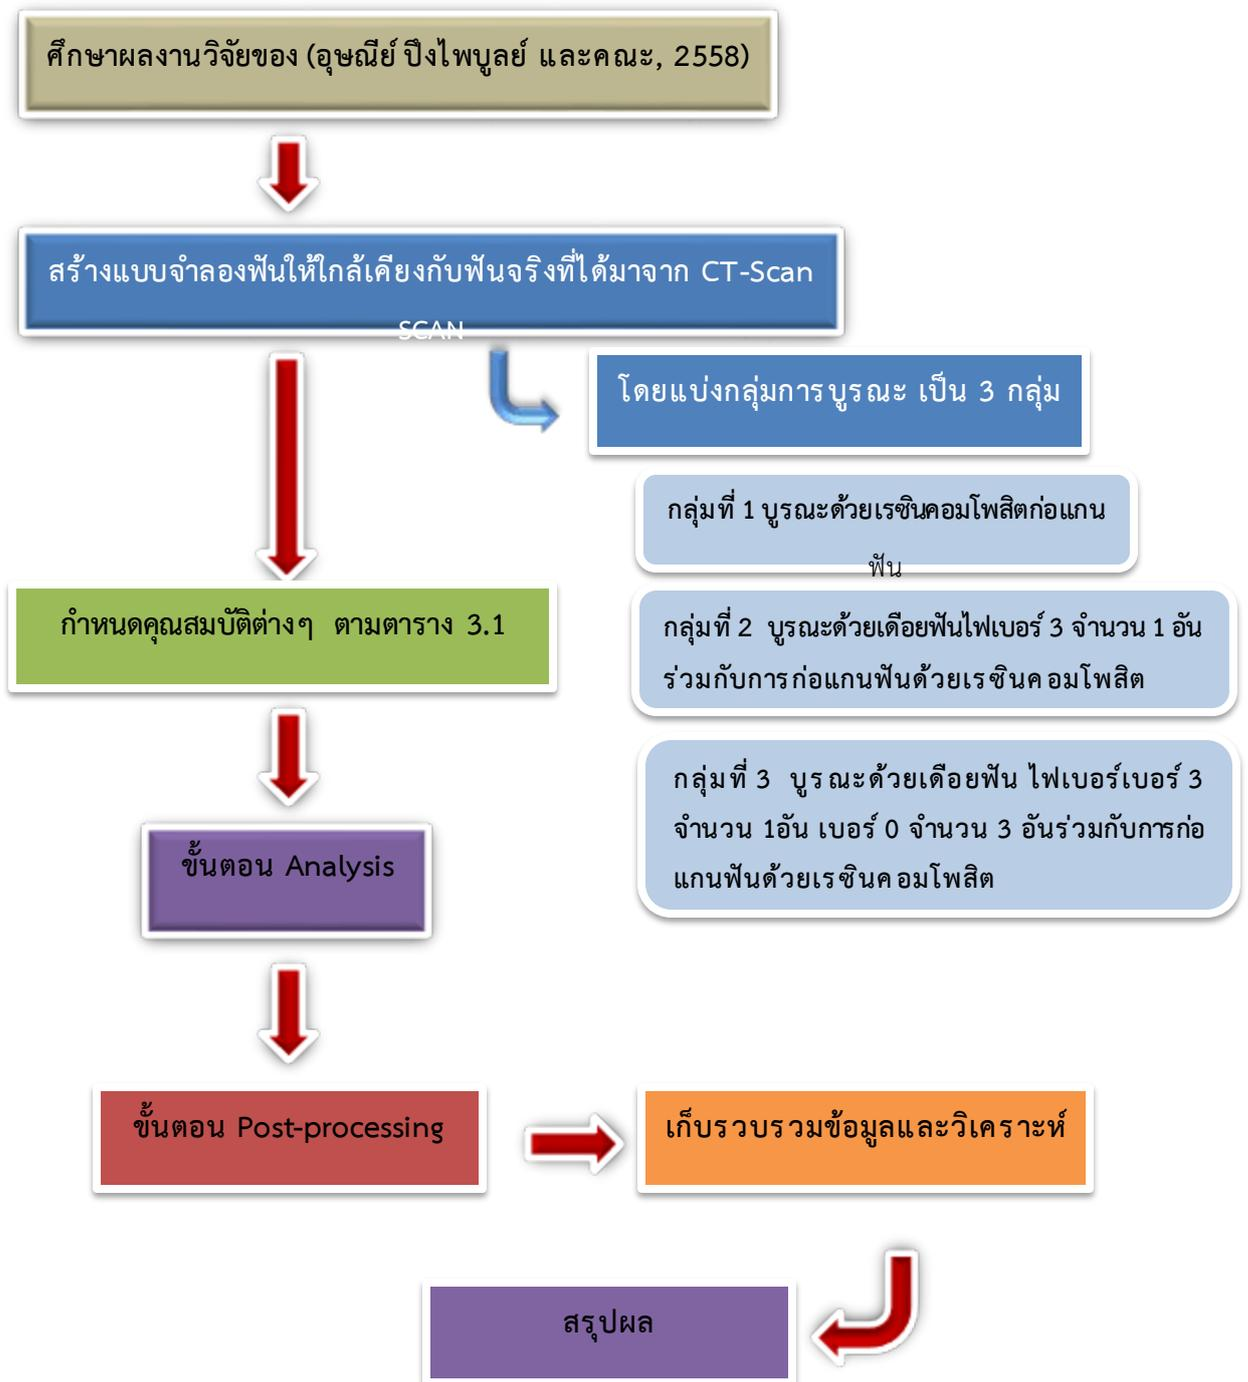 ศึกษาผลงานวิจัยของ (อุษณีย์ ปึงไพบูลย์ และคณะ, 2558)
สร้างแบบจำลองฟันให้ใกล้เคียงกับฟันจริงที่ได้มาจาก CT-Scan
SCAN
โดยแบ่งกลุ่มการบูรณะ เป็น 3 กลุ่ม
กลุ่มที่ 1 บูรณะด้วยเรซินคอมโพสิตก่อแกน
ฟัน
กำหนดคุณสมบัติต่างๆ ตามตาราง 3.1
กลุ่มที่ 2 บูรณะด้วยเดือยฟันไฟเบอร์ 3 จำนวน 1 อัน
ร่วมกับการก่อแกนฟันด้วยเรซินคอมโพสิต
กลุ่มที่ 3 บูรณะด้วยเดือยฟัน ไฟเบอร์เบอร์ 3
จำนวน 1อัน เบอร์ 0 จำนวน 3 อันร่วมกับการก่อ
แกนฟันด้วยเรซินคอมโพสิต
ขั้นตอน Analysis
ขั้นตอน Post-processing
เก็บรวบรวมข้อมูลและวิเคราะห์
สรุปผล